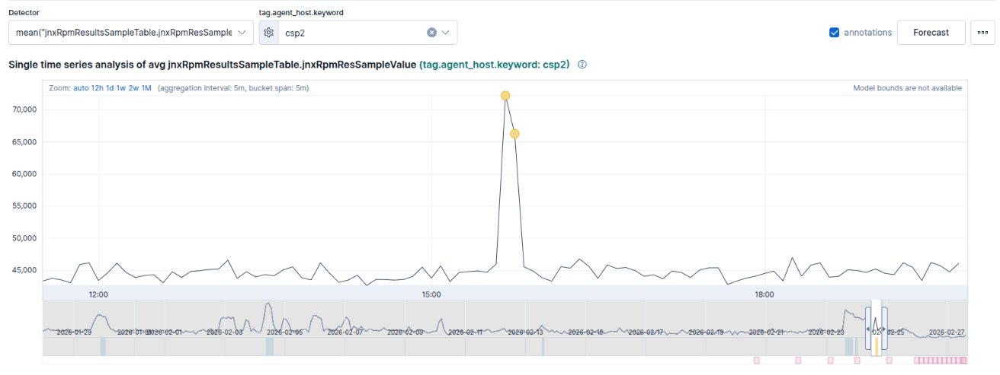 Detector
tag.agent_host.keyword
mean("jnxRpmResultsSampleTable.jnxRpmResSample
csp2
annotations
Forecast
Single time series analysis of avg jnxRpmResultsSampleTable.jnxRpmResSampleValue (tag.agent_host.keyword: csp2)
Zoom: auto 12h 1d 1w 2w 1M (aggregation interval: 5m, bucket span: 5m)
Model bounds are not available
70,000
65,000
60,000
55,000
50,000
45,000
12:00
15:00
18:00
2026-01-29
2026-02-01
2026-02-03
2026-02-05
2026-02-07
2026-02-11
2026-02-13
2026-02-17
2026-02-19
2026-02-21
2026-02-23
2026-02-27